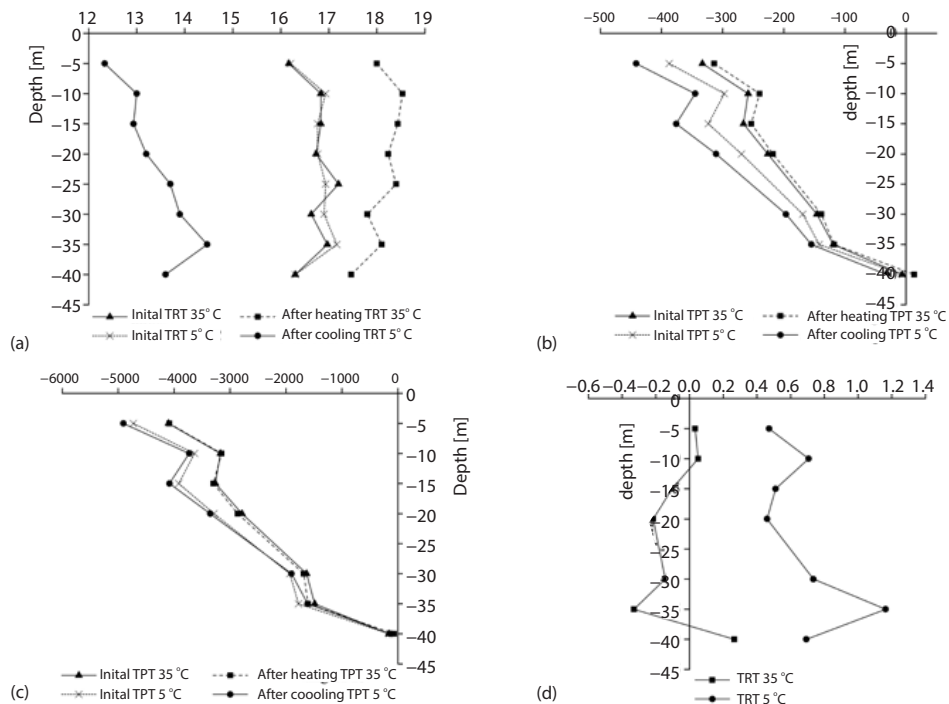 12 13 14 15 16 17 18 19
0
−5
−10
−15
−20
−25
−30
−35
−40
−45
Depth [m]
Inital TRT 35°C After heating TRT 35°C
Inital TRT 5°C After cooling TRT 5°C
(a)
−500 −400 −300 −200 −100 0
0
−5
−10
−15
−20
−25
−30
−35
−40
−45
depth [m]
Inital TPT 35°C After heating TPT 35°C
Inital TPT 5°C After cooling TPT 5°C
(b)
−6000 −5000 −4000 −3000 −2000 −1000 0
0
−5
−10
−15
−20
−25
−30
−35
−40
−45
Depth [m]
Inital TPT 35°C After heating TPT 35°C
Inital TPT 5°C After coooling TPT 5°C
(c)
−0.6 −0.4 −0.2 0.0 0.2 0.4 0.6 0.8 1.0 1.2 1.4
0
−5
−10
−15
−20
−25
−30
−35
−40
−45
depth [m]
TRT 35°C
TRT 5°C
(d)